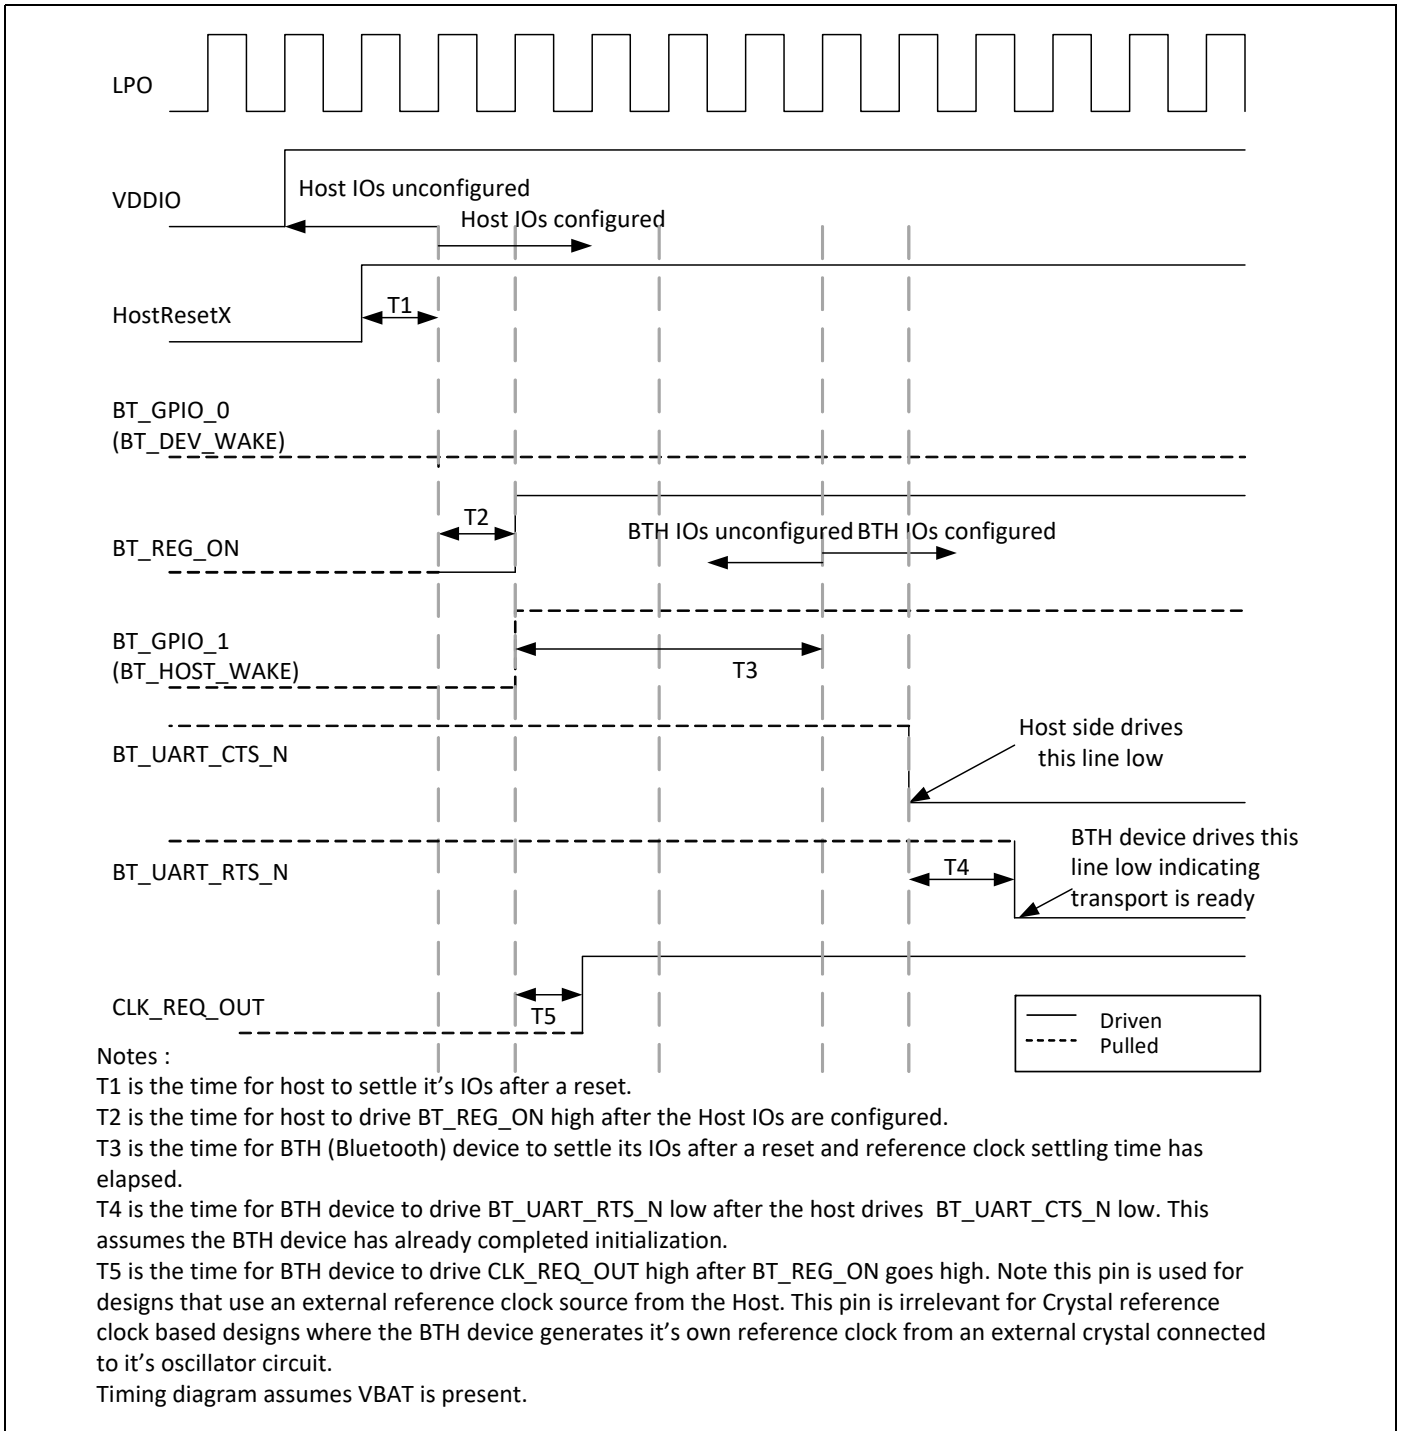 LPO
VDDIO
Host IOs unconfigured
Host IOs configured
HostResetX
T1
BT_GPIO_0
(BT_DEV_WAKE)
BT_REG_ON
T2
BTH IOs unconfigured
BTH IOs configured
BT_GPIO_1
(BT_HOST_WAKE)
T3
BT_UART_CTS_N
Host side drives
this line low
BT_UART_RTS_N
T4
BTH device drives this
line low indicating
transport is ready
CLK_REQ_OUT
T5
Driven
Pulled
Notes :
T1 is the time for host to settle it’s IOs after a reset.
T2 is the time for host to drive BT_REG_ON high after the Host IOs are configured.
T3 is the time for BTH (Bluetooth) device to settle its IOs after a reset and reference clock settling time has
elapsed.
T4 is the time for BTH device to drive BT_UART_RTS_N low after the host drives  BT_UART_CTS_N low. This
assumes the BTH device has already completed initialization.
T5 is the time for BTH device to drive CLK_REQ_OUT high after BT_REG_ON goes high. Note this pin is used for
designs that use an external reference clock source from the Host. This pin is irrelevant for Crystal reference
clock based designs where the BTH device generates it’s own reference clock from an external crystal connected
to it’s oscillator circuit.
Timing diagram assumes VBAT is present.